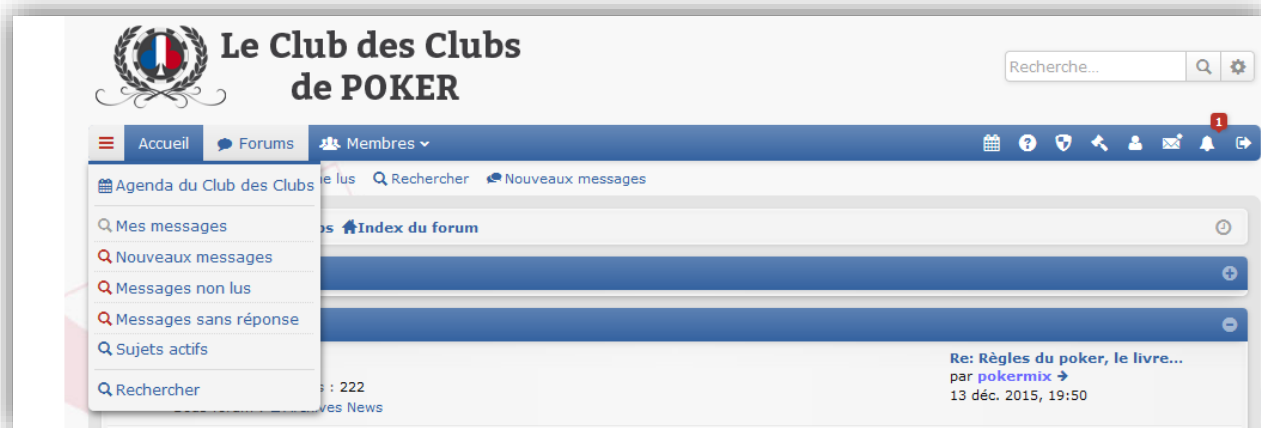 Le Club des Clubs
de POKER
Recherche...
1
Accueil Forums Membres
Agenda du Club des Clubs
lus Rechercher Nouveaux messages
Mes messages
Index du forum
Nouveaux messages
Messages non lus
Messages sans réponse
Sujets actifs
Re: Règles du poker, le livre...
par pokermix
: 222
Rechercher
13 déc. 2015, 19:50
News